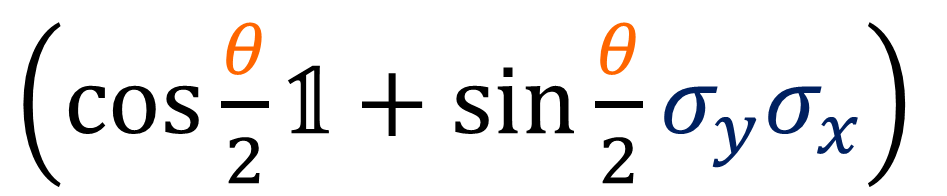 (cos θ/2 𝟙 + sin θ/2 σ_y σ_x)